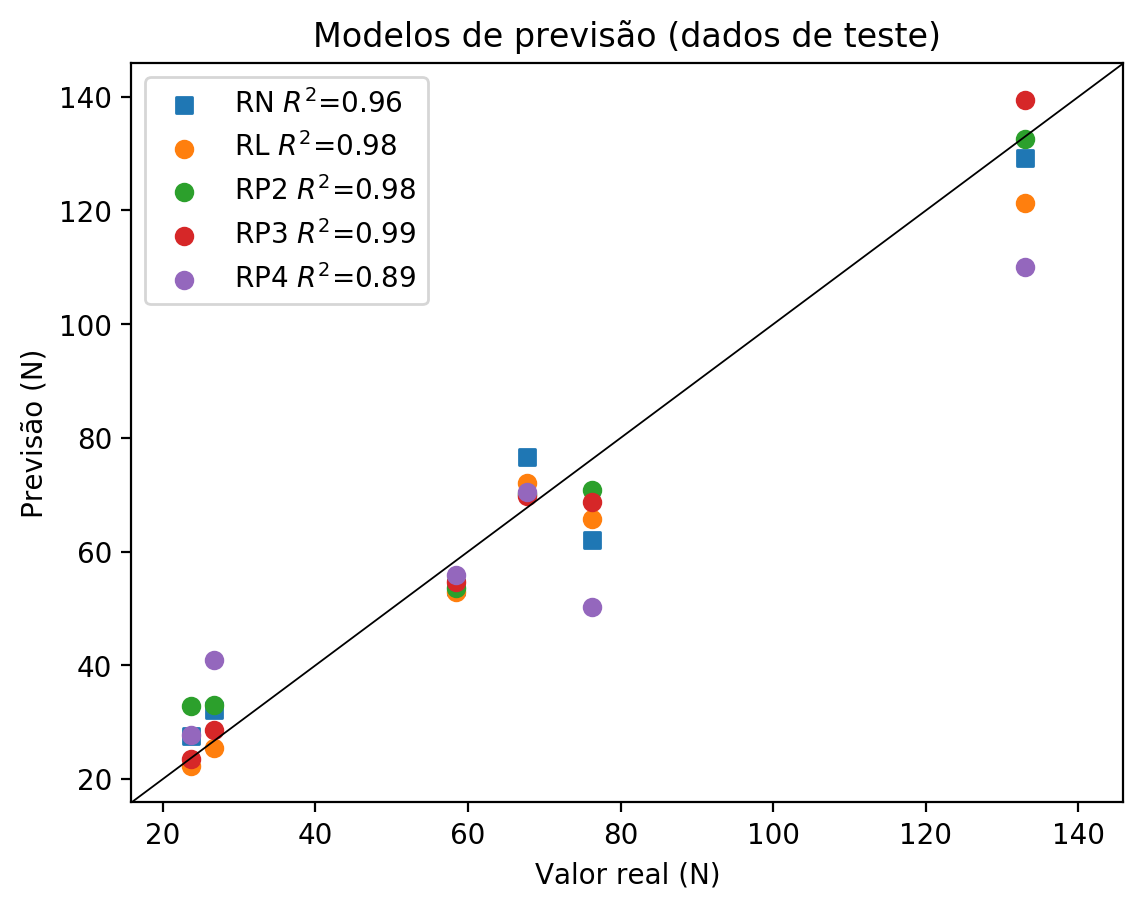 Modelos de previsão (dados de teste)
RN R²=0.96
RL R²=0.98
RP2 R²=0.98
RP3 R²=0.99
RP4 R²=0.89
Previsão (N)
140
120
100
80
60
40
20
20 40 60 80 100 120 140
Valor real (N)